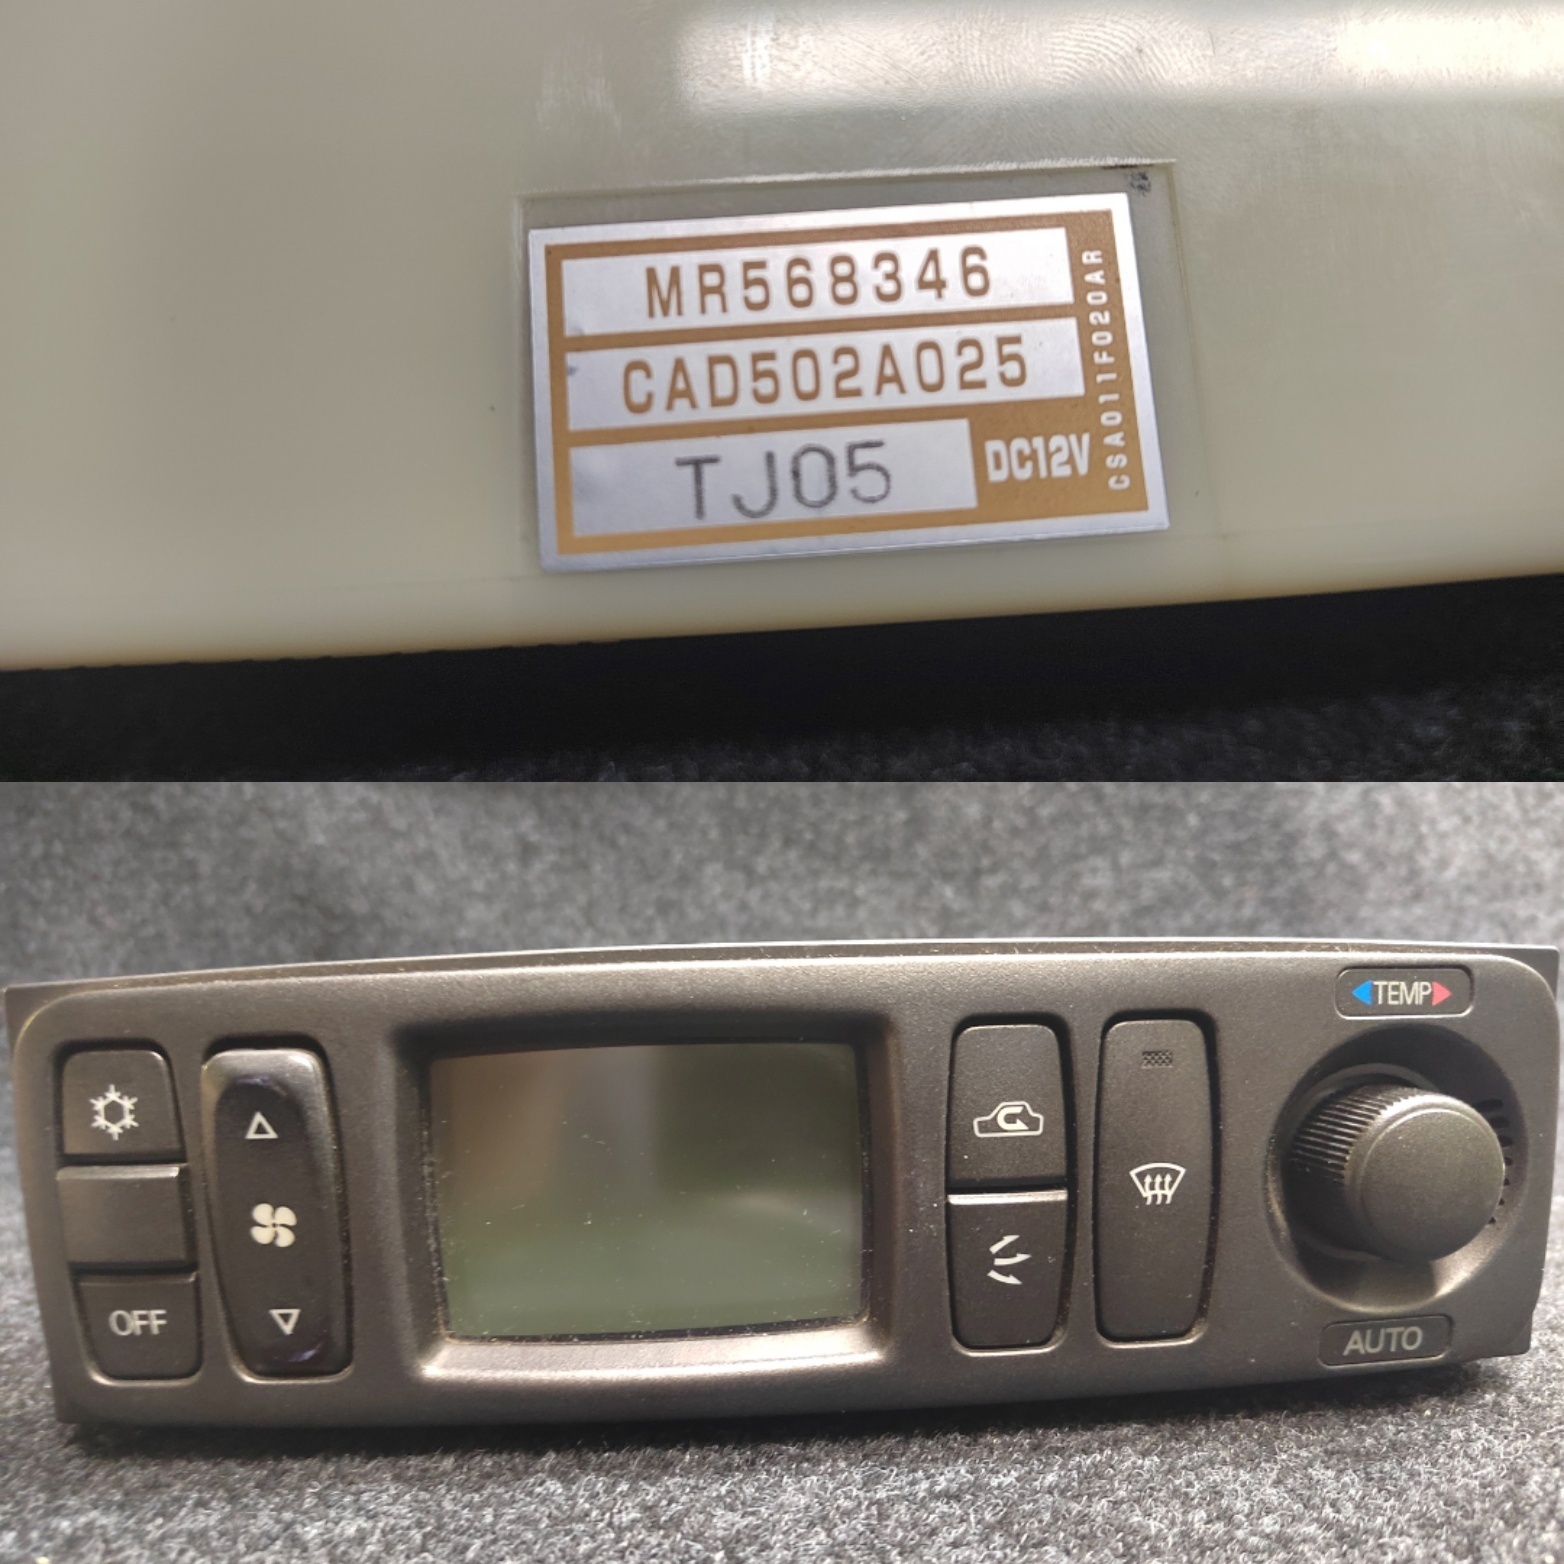 MR568346
CAD502A025
TJ05
DC12V
CSA011F020AR
TEMP
OFF
AUTO